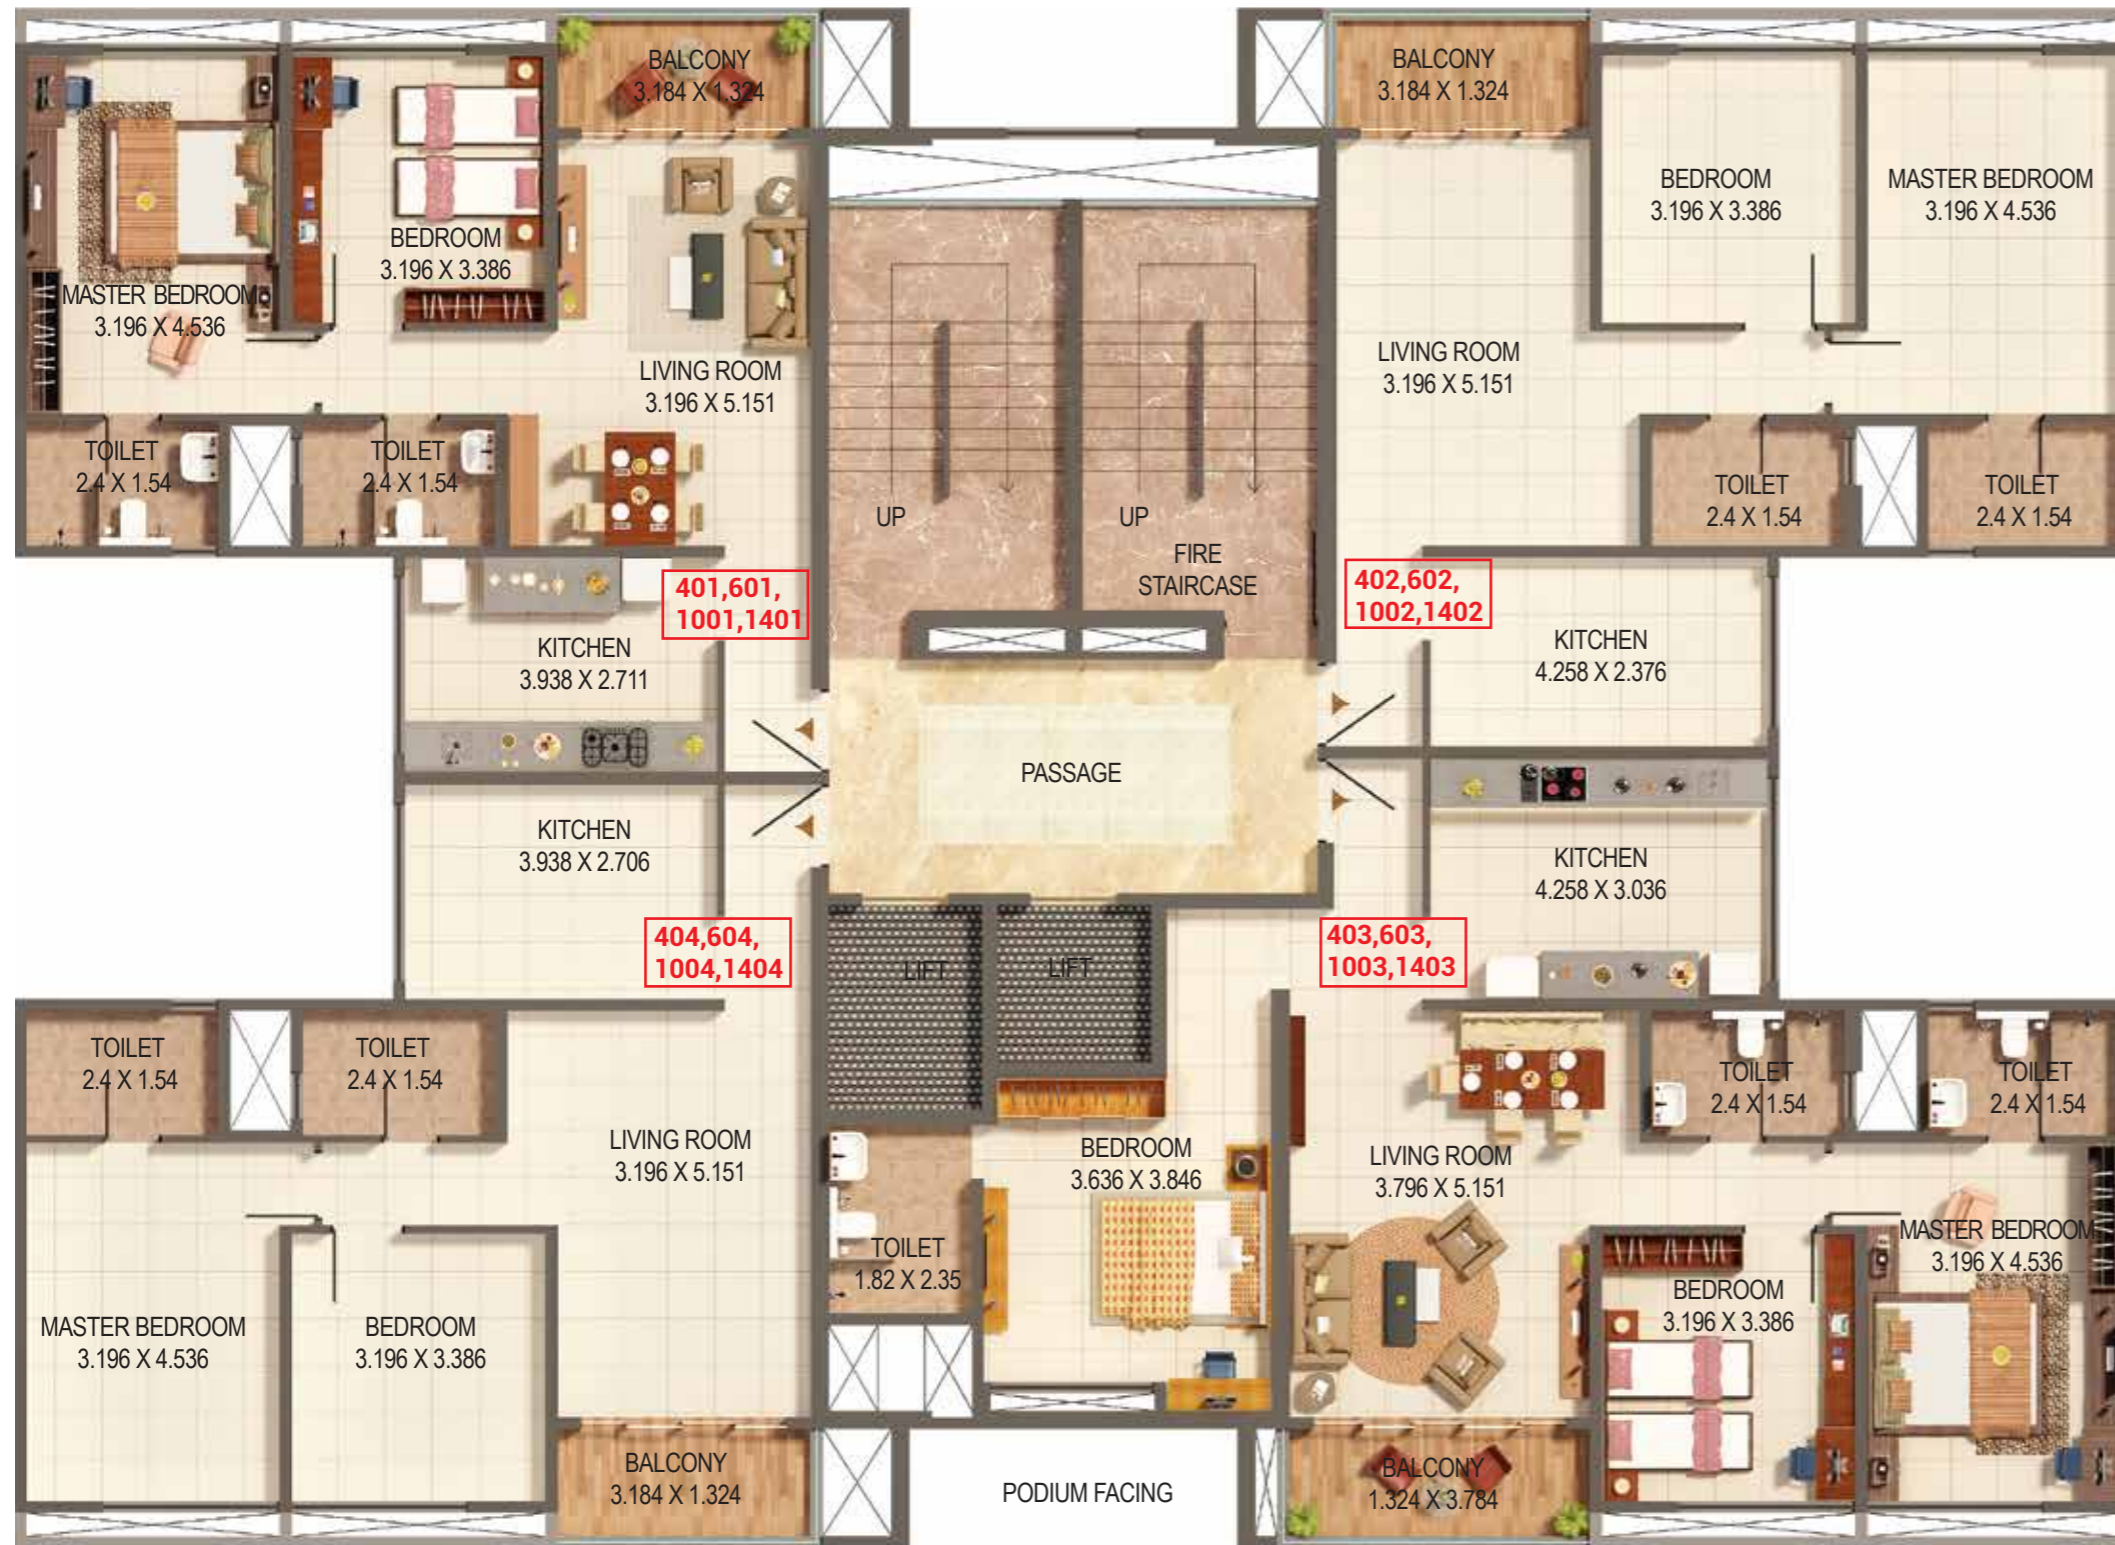 BALCONY
3.184 X 1.324
BALCONY
3.184 X 1.324
BEDROOM
3.196 X 3.386
MASTER BEDROOM
3.196 X 4.536
BEDROOM
3.196 X 3.386
MASTER BEDROOM
3.196 X 4.536
LIVING ROOM
3.196 X 5.151
LIVING ROOM
3.196 X 5.151
TOILET
2.4 X 1.54
TOILET
2.4 X 1.54
TOILET
2.4 X 1.54
TOILET
2.4 X 1.54
UP
UP
FIRE
STAIRCASE
401,601,
1001,1401
402,602,
1002,1402
KITCHEN
3.938 X 2.711
KITCHEN
4.258 X 2.376
PASSAGE
KITCHEN
3.938 X 2.706
KITCHEN
4.258 X 3.036
404,604,
1004,1404
LIFT
LIFT
403,603,
1003,1403
TOILET
2.4 X 1.54
TOILET
2.4 X 1.54
TOILET
2.4 X 1.54
TOILET
2.4 X 1.54
LIVING ROOM
3.196 X 5.151
BEDROOM
3.636 X 3.846
LIVING ROOM
3.796 X 5.151
TOILET
1.82 X 2.35
MASTER BEDROOM
3.196 X 4.536
BEDROOM
3.196 X 3.386
MASTER BEDROOM
3.196 X 4.536
BEDROOM
3.196 X 3.386
BALCONY
3.184 X 1.324
PODIUM FACING
BALCONY
1.324 X 3.784